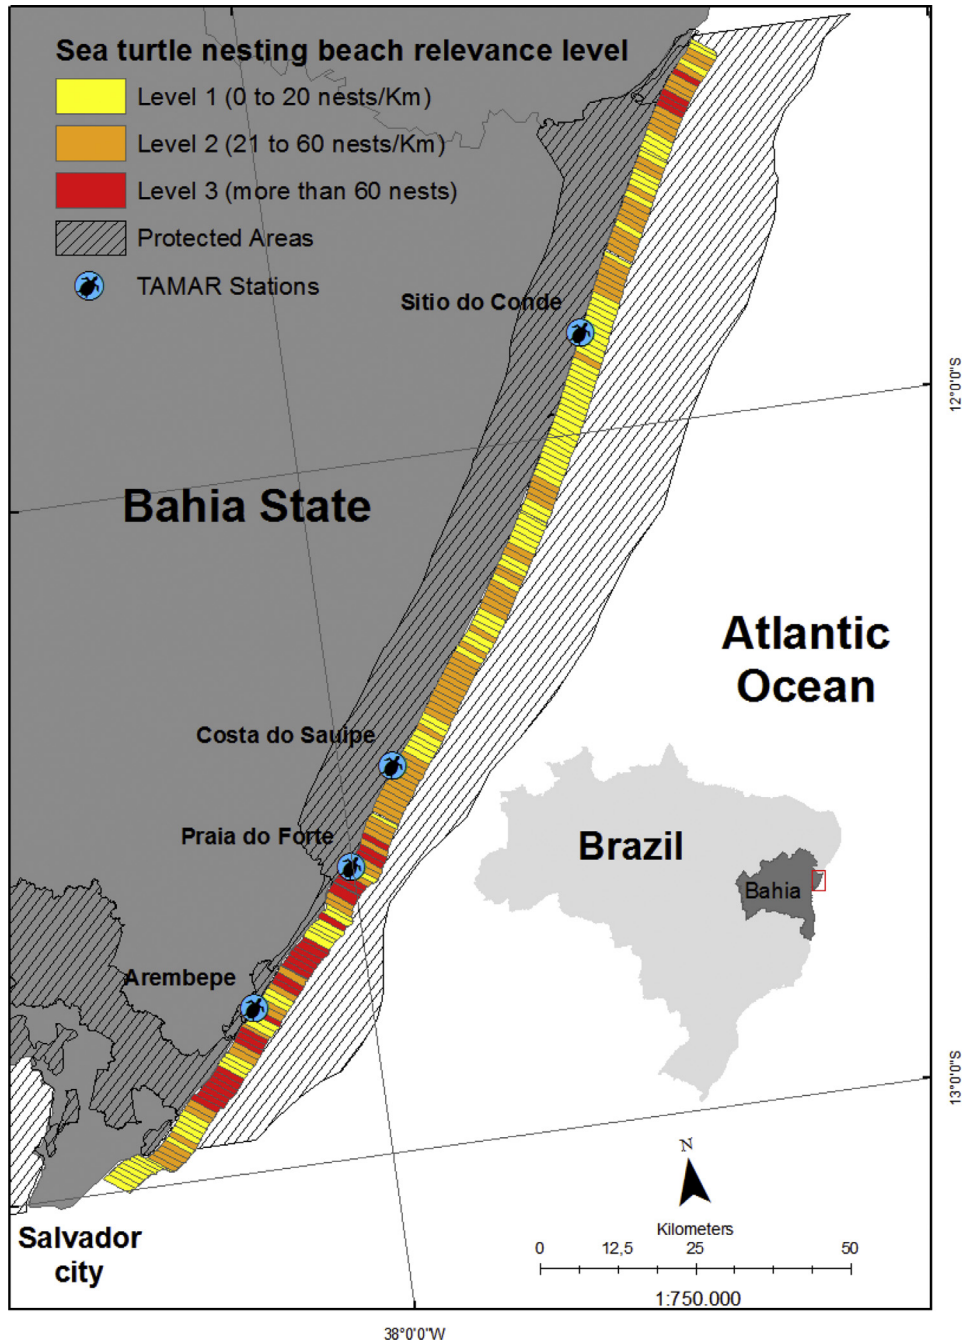 Sea turtle nesting beach relevance level
Level 1 (0 to 20 nests/Km)
Level 2 (21 to 60 nests/Km)
Level 3 (more than 60 nests)
Protected Areas
TAMAR Stations
Sitio do Conde
12°0'0"S
Bahia State
Atlantic
Ocean
Costa do Sauipe
Praia do Forte
Brazil
Bahia
Arembepe
13°0'0"S
N
Salvador
city
Kilometers
0 12,5 25 50
1:750.000
38°0'0"W